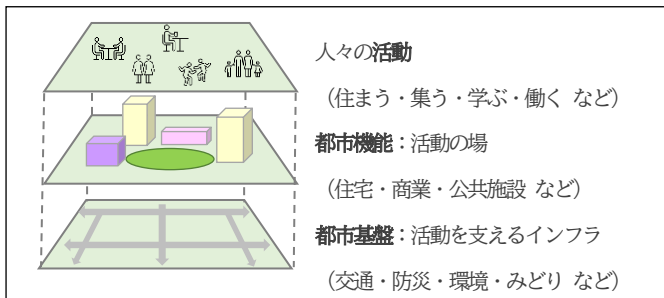 人々の活動
（住まう・集う・学ぶ・働く など）
都市機能：活動の場
（住宅・商業・公共施設 など）
都市基盤：活動を支えるインフラ
（交通・防災・環境・みどり など）